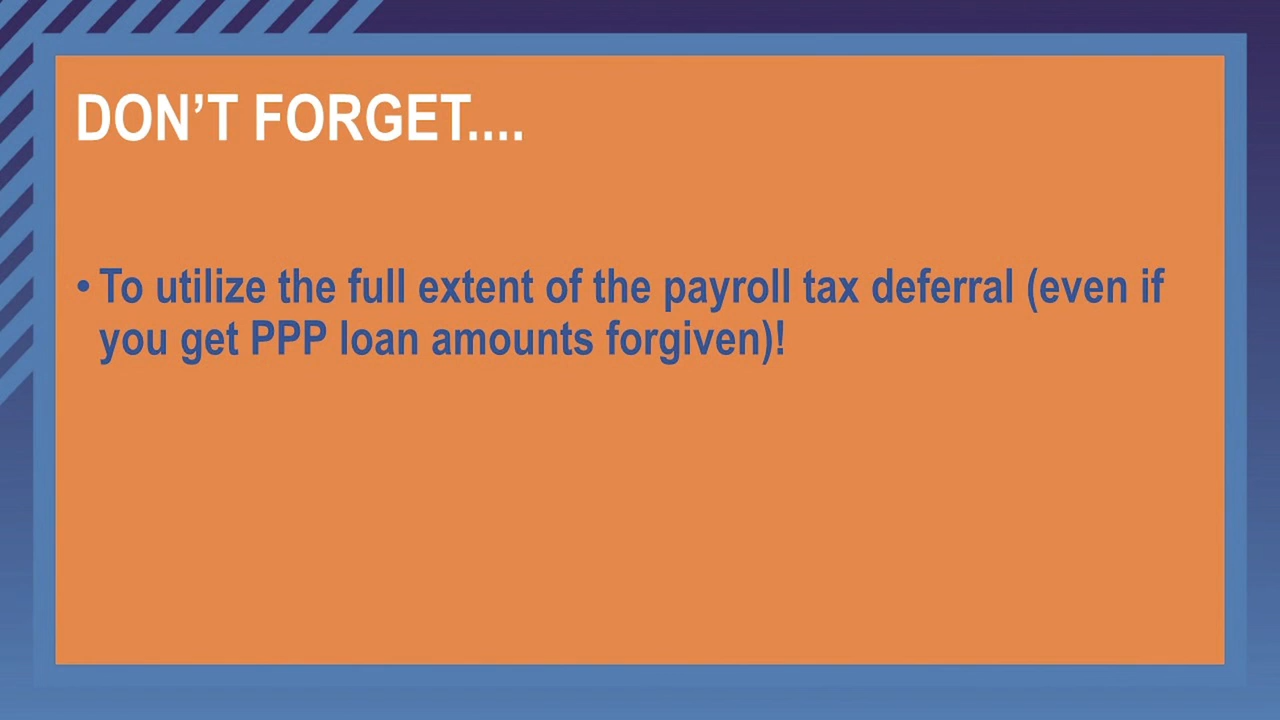 DON’T FORGET....
• To utilize the full extent of the payroll tax deferral (even if
you get PPP loan amounts forgiven)!